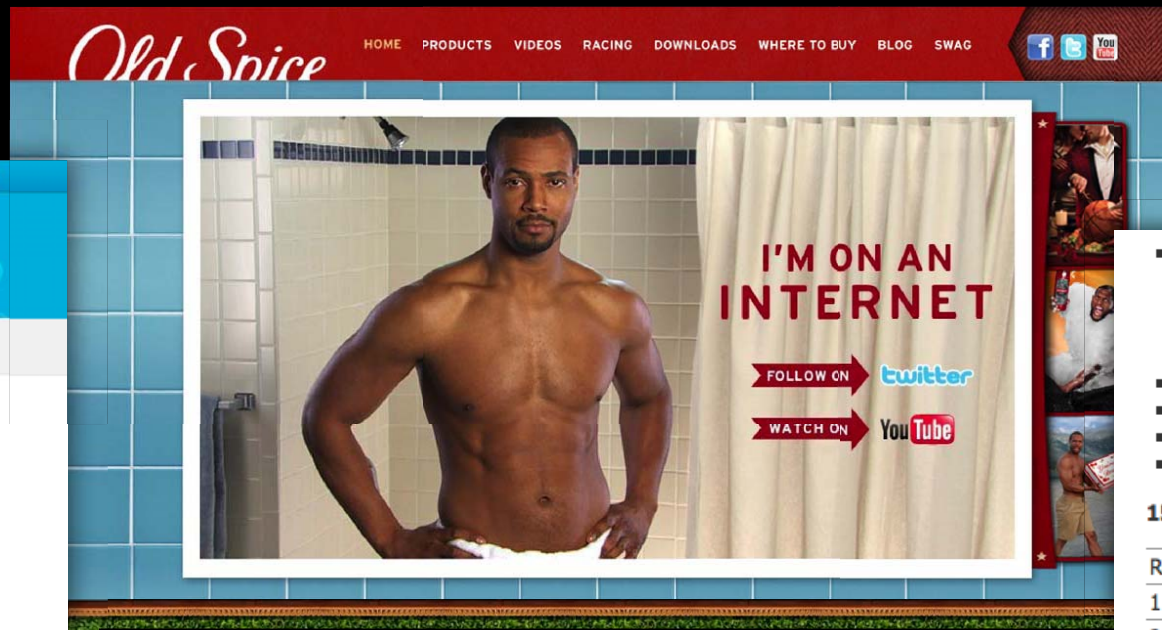 Old Spice
HOME PRODUCTS VIDEOS RACING DOWNLOADS WHERE TO BUY BLOG SWAG
f t You Tube
I'M ON AN
INTERNET
FOLLOW ON twitter
WATCH ON YouTube
R
1